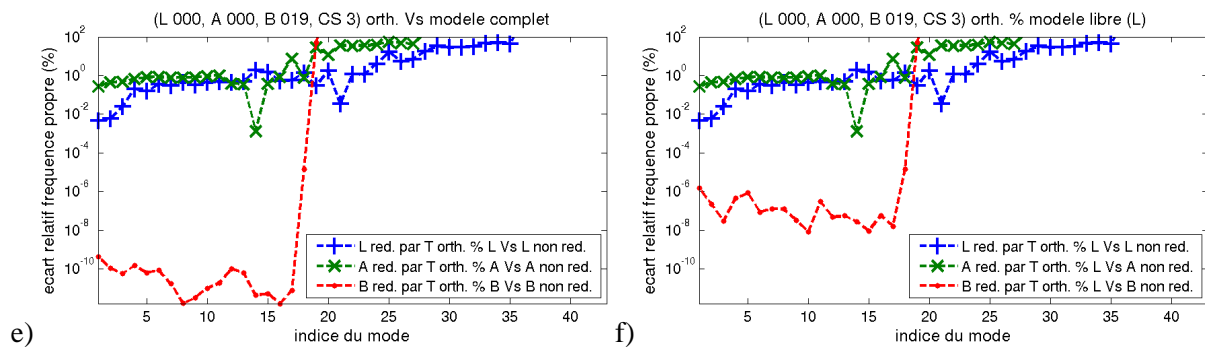 (L 000, A 000, B 019, CS 3) orth. Vs modele complet
10^2
10^0
10^-2
10^-4
10^-6
10^-8
10^-10
ecart relatif frequence propre (%)
L red. par T orth. % L Vs L non red.
A red. par T orth. % A Vs A non red.
B red. par T orth. % B Vs B non red.
5 10 15 20 25 30 35 40
indice du mode
e)
(L 000, A 000, B 019, CS 3) orth. % modele libre (L)
10^2
10^0
10^-2
10^-4
10^-6
10^-8
10^-10
ecart relatif frequence propre (%)
L red. par T orth. % L Vs L non red.
A red. par T orth. % L Vs A non red.
B red. par T orth. % L Vs B non red.
5 10 15 20 25 30 35 40
indice du mode
f)